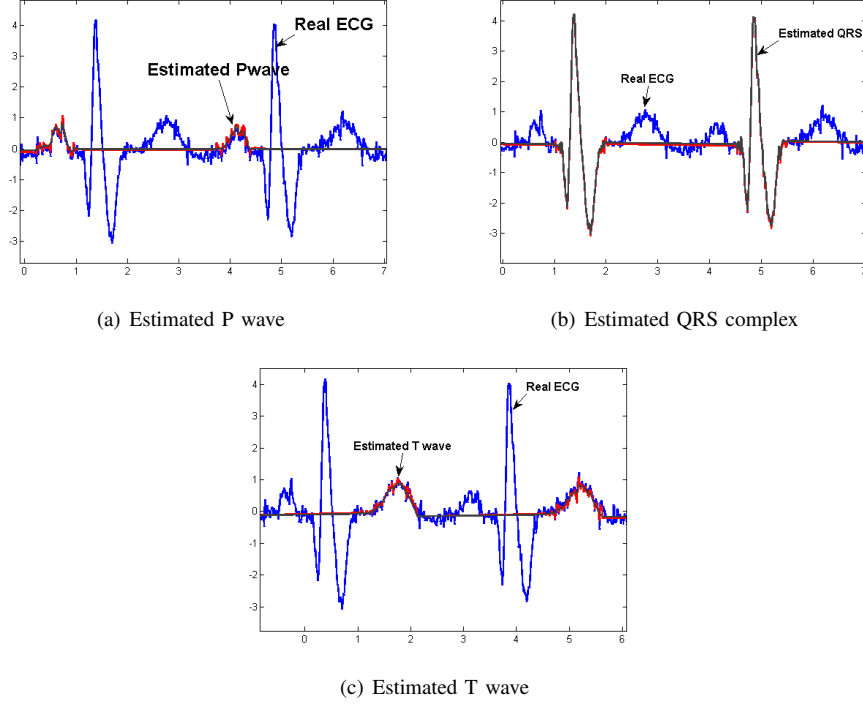 Real ECG
Estimated Pwave
4
3
2
1
0
-1
-2
-3
0 1 2 3 4 5 6 7
(a) Estimated P wave
Estimated QRS
Real ECG
4
3
2
1
0
-1
-2
-3
0 1 2 3 4 5 6 7
(b) Estimated QRS complex
Real ECG
Estimated T wave
4
3
2
1
0
-1
-2
-3
0 1 2 3 4 5 6
(c) Estimated T wave